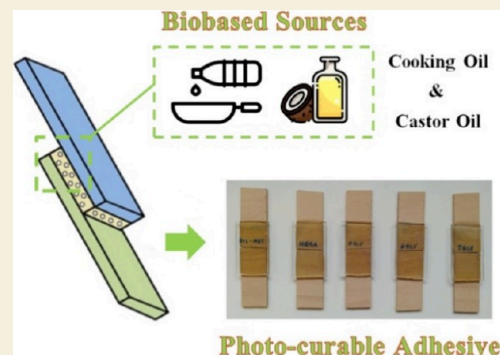 Biobased Sources
Cooking Oil
&
Castor Oil
Photo-curable Adhesive